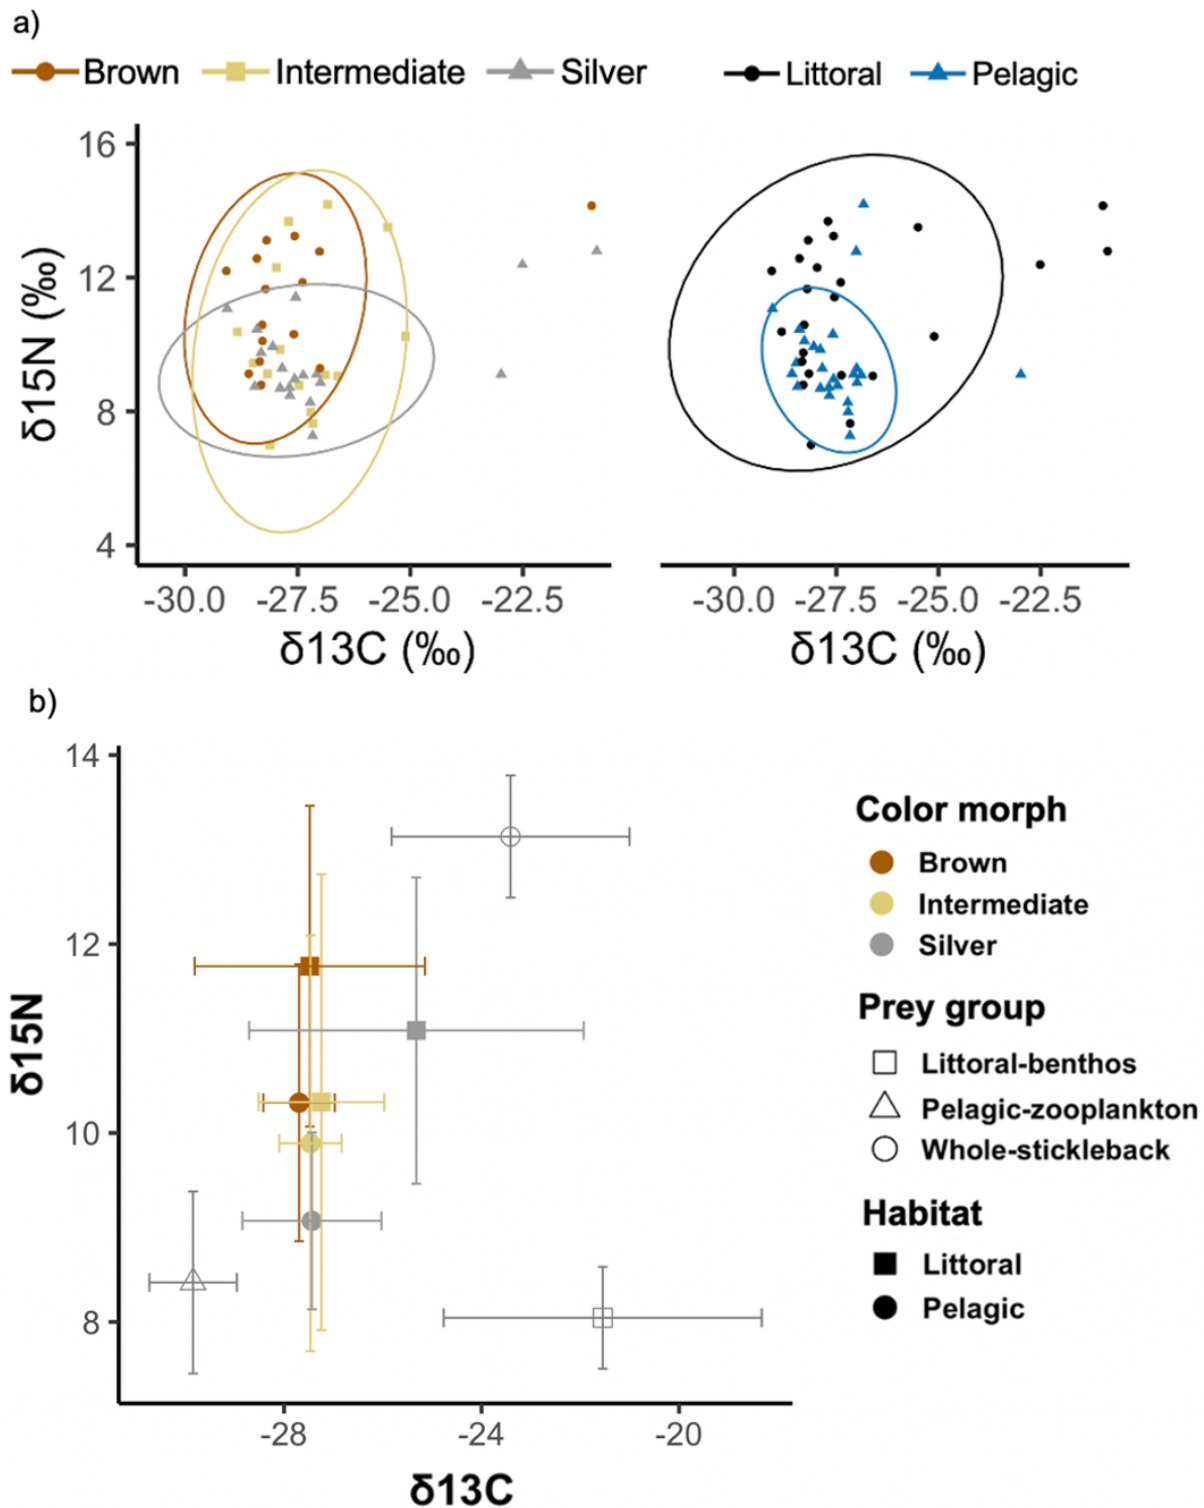 a)
Brown Intermediate Silver Littoral Pelagic
16
12
8
4
δ15N (‰)
-30.0 -27.5 -25.0 -22.5 -30.0 -27.5 -25.0 -22.5
δ13C (‰) δ13C (‰)
b)
14
12
10
8
δ15N
-28 -24 -20
δ13C
Color morph
Brown
Intermediate
Silver
Prey group
Littoral-benthos
Pelagic-zooplankton
Whole-stickleback
Habitat
Littoral
Pelagic